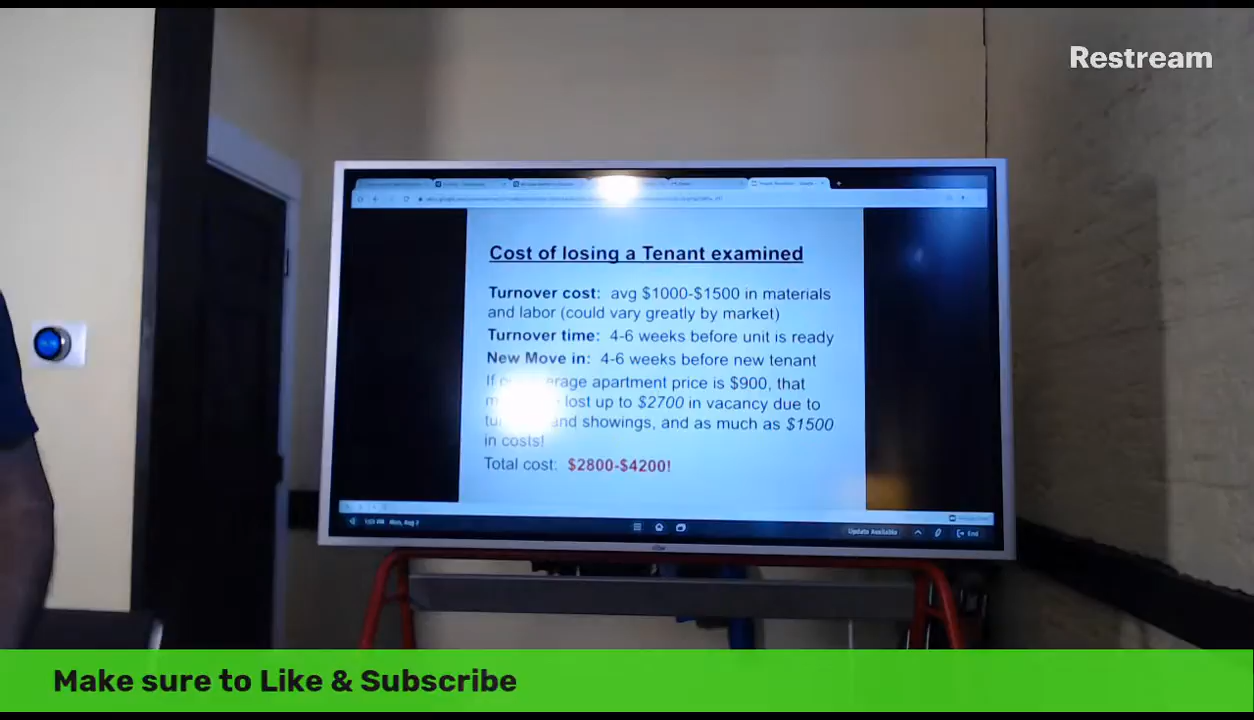 Restream
Cost of losing a Tenant examined
Turnover cost: avg $1000-$1500 in materials
and labor (could vary greatly by market)
Turnover time: 4-6 weeks before unit is ready
New Move in: 4-6 weeks before new tenant
If apartment price is $900, that
lost up to $2700 in vacancy due to
and showings, and as much as $1500
in costs!
Total cost: $2800-$4200!
Mon, Aug
Update Available
End
Make sure to Like & Subscribe